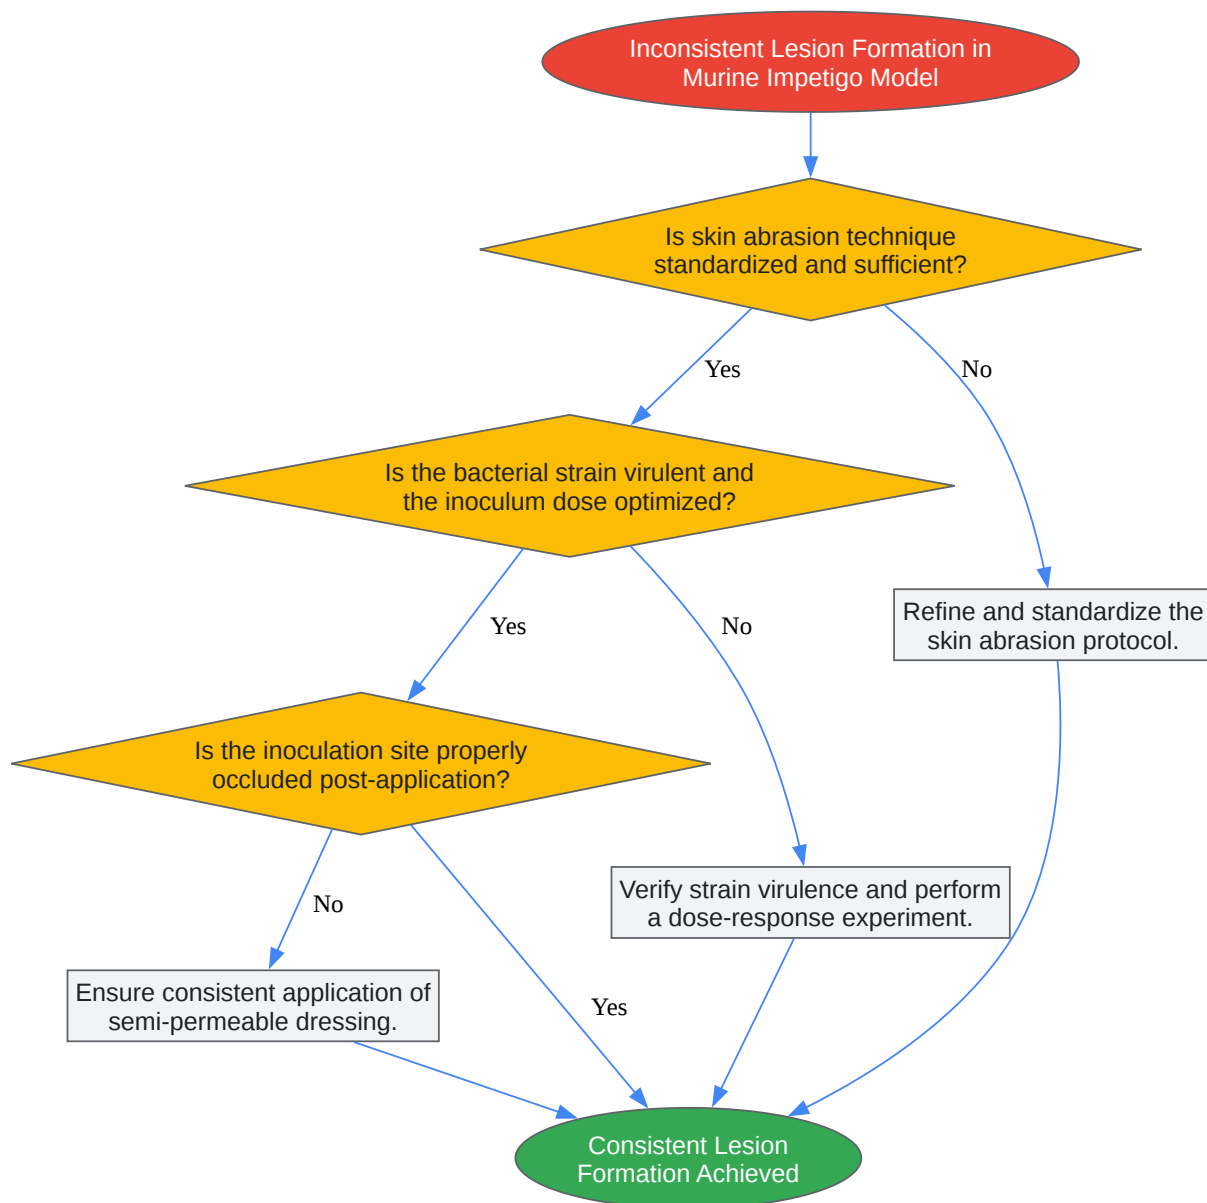 Inconsistent Lesion Formation in
Murine Impetigo Model
Is skin abrasion technique
standardized and sufficient?
Yes
No
Is the bacterial strain virulent and
the inoculum dose optimized?
Yes
No
Refine and standardize the
skin abrasion protocol.
Is the inoculation site properly
occluded post-application?
No
Yes
Verify strain virulence and perform
a dose-response experiment.
Ensure consistent application of
semi-permeable dressing.
Consistent Lesion
Formation Achieved